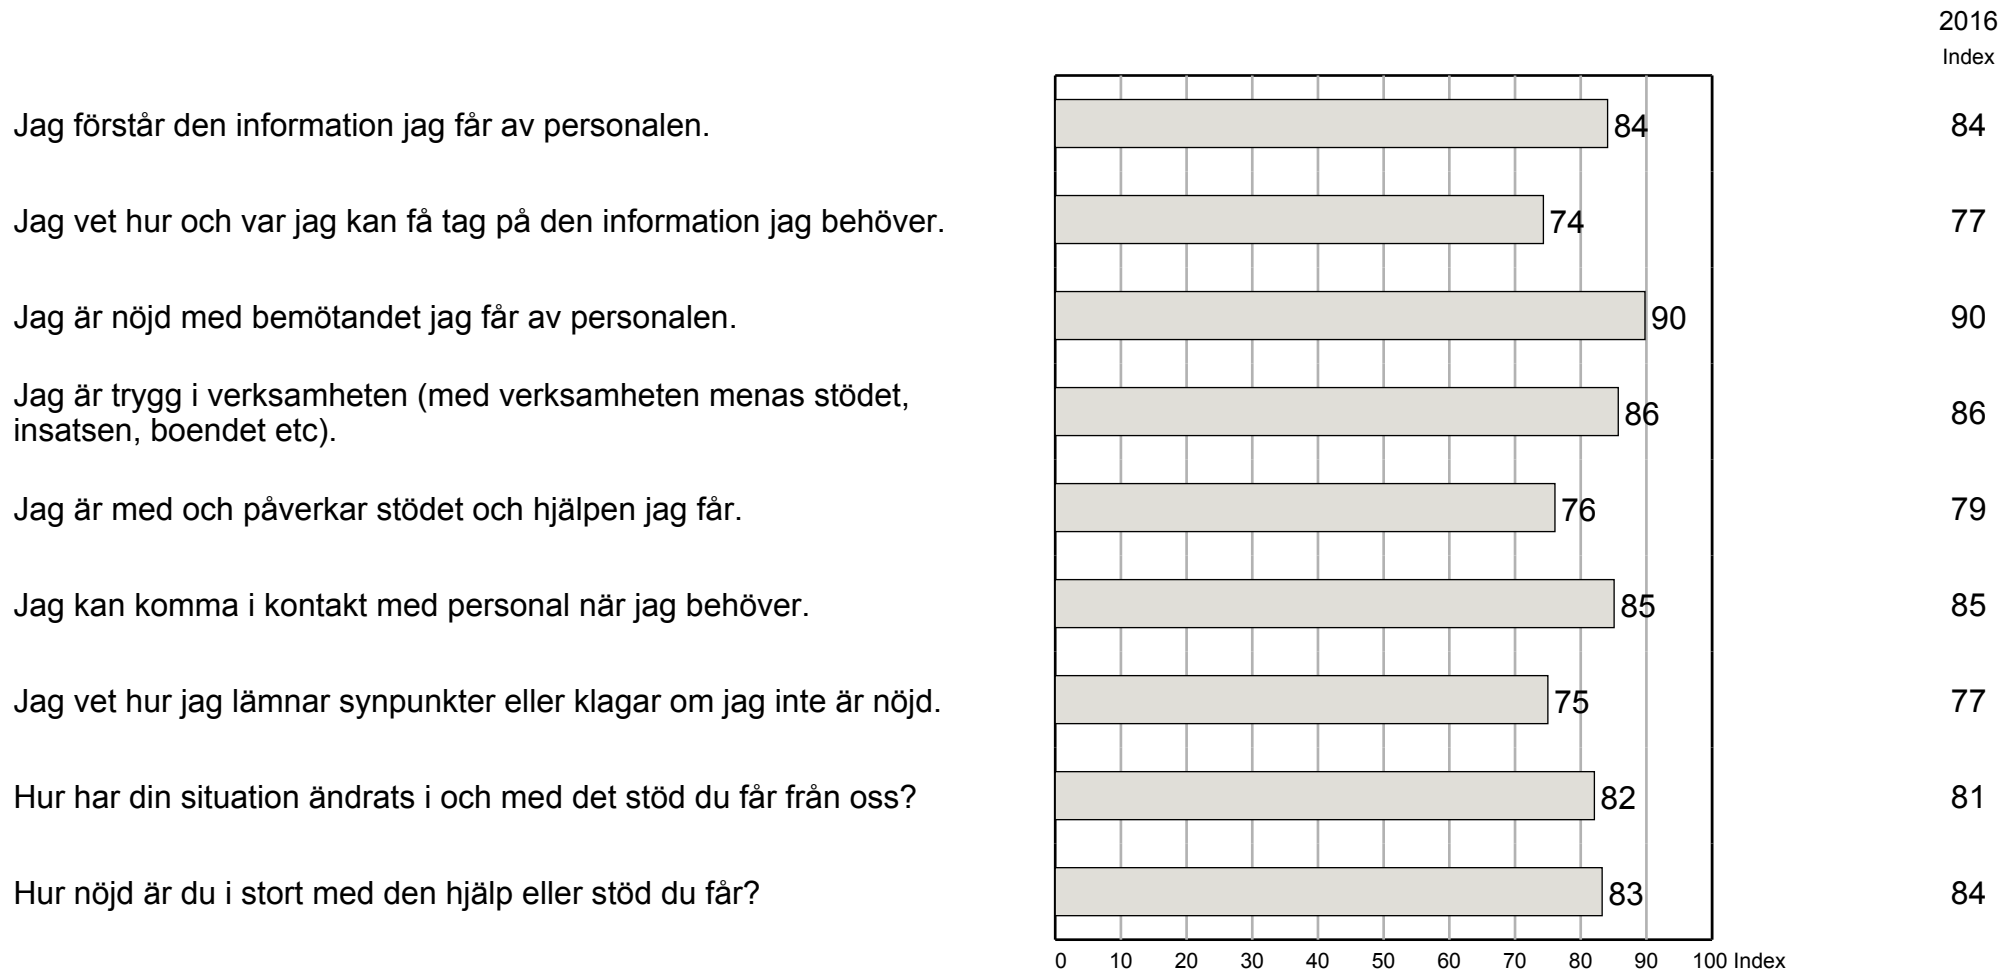 2016
Index
Jag förstår den information jag får av personalen. 84 84
Jag vet hur och var jag kan få tag på den information jag behöver. 74 77
Jag är nöjd med bemötandet jag får av personalen. 90 90
Jag är trygg i verksamheten (med verksamheten menas stödet,
insatsen, boendet etc). 86 86
Jag är med och påverkar stödet och hjälpen jag får. 76 79
Jag kan komma i kontakt med personal när jag behöver. 85 85
Jag vet hur jag lämnar synpunkter eller klagar om jag inte är nöjd. 75 77
Hur har din situation ändrats i och med det stöd du får från oss? 82 81
Hur nöjd är du i stort med den hjälp eller stöd du får? 83 84
0 10 20 30 40 50 60 70 80 90 100 Index